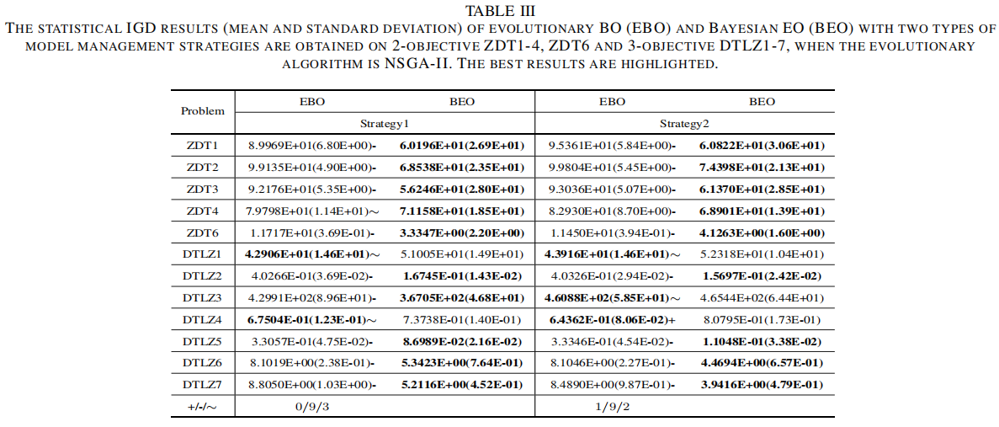 TABLE III
THE STATISTICAL IGD RESULTS (MEAN AND STANDARD DEVIATION) OF EVOLUTIONARY BO (EBO) AND BAYESIAN EO (BEO) WITH TWO TYPES OF
MODEL MANAGEMENT STRATEGIES ARE OBTAINED ON 2-OBJECTIVE ZDT1-4, ZDT6 AND 3-OBJECTIVE DTLZ1-7, WHEN THE EVOLUTIONARY
ALGORITHM IS NSGA-II. THE BEST RESULTS ARE HIGHLIGHTED.
Problem EBO BEO EBO BEO
Strategy1 Strategy2
ZDT1 8.9969E+01(6.80E+00)- 6.0196E+01(2.69E+01) 9.5361E+01(5.84E+00)- 6.0822E+01(3.06E+01)
ZDT2 9.9135E+01(4.90E+00)- 6.8538E+01(2.35E+01) 9.9804E+01(5.45E+00)- 7.4398E+01(2.13E+01)
ZDT3 9.2176E+01(5.35E+00)- 5.6246E+01(2.80E+01) 9.3036E+01(5.07E+00)- 6.1370E+01(2.85E+01)
ZDT4 7.9798E+01(1.14E+01)∼ 7.1158E+01(1.85E+01) 8.2930E+01(8.70E+00)- 6.8901E+01(1.39E+01)
ZDT6 1.1717E+01(3.69E-01)- 3.3347E+00(2.20E+00) 1.1450E+01(3.94E-01)- 4.1263E+00(1.60E+00)
DTLZ1 4.2906E+01(1.46E+01)∼ 5.1005E+01(1.49E+01) 4.3916E+01(1.46E+01)∼ 5.2318E+01(1.04E+01)
DTLZ2 4.0266E-01(3.69E-02)- 1.6745E-01(1.43E-02) 4.0326E-01(2.94E-02)- 1.5697E-01(2.42E-02)
DTLZ3 4.2991E+02(8.96E+01)- 3.6705E+02(4.68E+01) 4.6088E+02(5.85E+01)∼ 4.6544E+02(6.44E+01)
DTLZ4 6.7504E-01(1.23E-01)∼ 7.3738E-01(1.40E-01) 6.4362E-01(8.06E-02)+ 8.0795E-01(1.73E-01)
DTLZ5 3.3057E-01(4.75E-02)- 8.6989E-02(2.16E-02) 3.3346E-01(4.54E-02)- 1.1048E-01(3.38E-02)
DTLZ6 8.1019E+00(2.38E-01)- 5.3423E+00(7.64E-01) 8.1046E+00(2.27E-01)- 4.4694E+00(6.57E-01)
DTLZ7 8.8050E+00(1.03E+00)- 5.2116E+00(4.52E-01) 8.4890E+00(9.87E-01)- 3.9416E+00(4.79E-01)
+/-/∼ 0/9/3 1/9/2